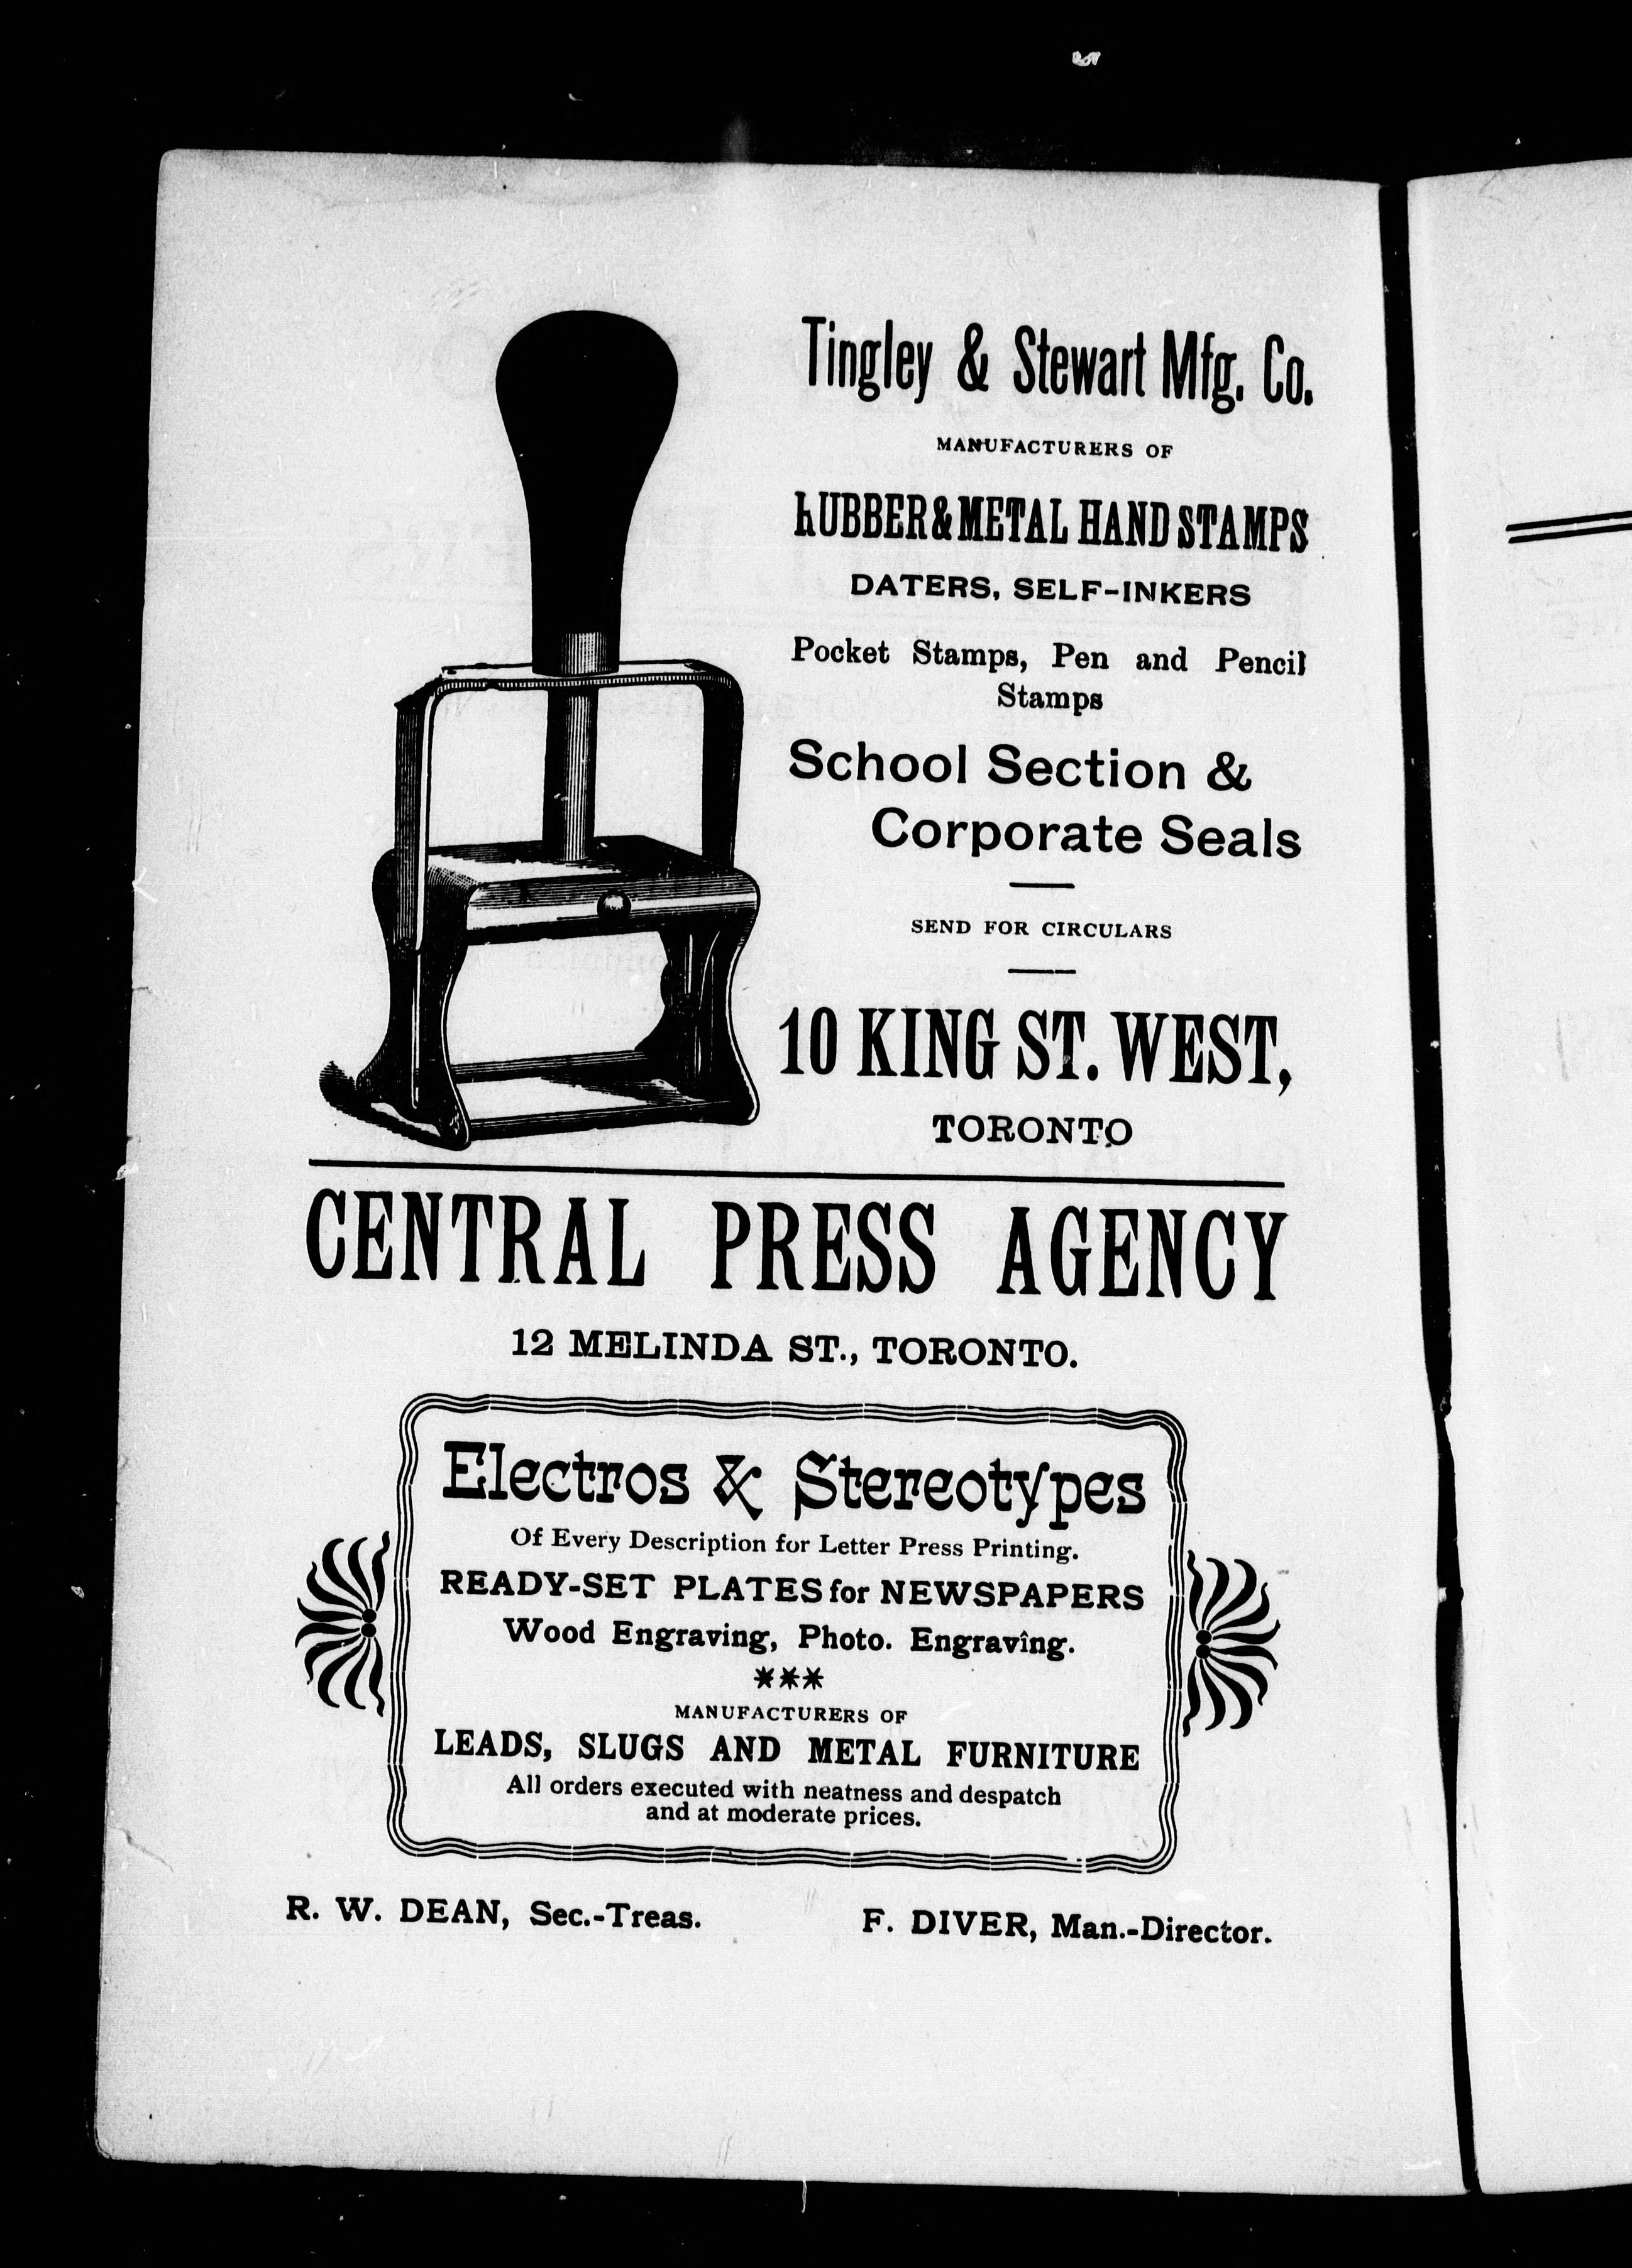 Tingley & Stewart Mfg. Co.
MANUFACTURERS OF
RUBBER & METAL HAND STAMPS
DATERS, SELF-INKERS
Pocket Stamps, Pen and Pencil
Stamps
School Section &
Corporate Seals
SEND FOR CIRCULARS
10 KING ST. WEST,
TORONTO
CENTRAL PRESS AGENCY
12 MELINDA ST., TORONTO.
Electros & Stereotypes
Of Every Description for Letter Press Printing.
READY-SET PLATES for NEWSPAPERS
Wood Engraving, Photo. Engraving.
***
MANUFACTURERS OF
LEADS, SLUGS AND METAL FURNITURE
All orders executed with neatness and despatch
and at moderate prices.
R. W. DEAN, Sec.-Treas.
F. DIVER, Man.-Director.